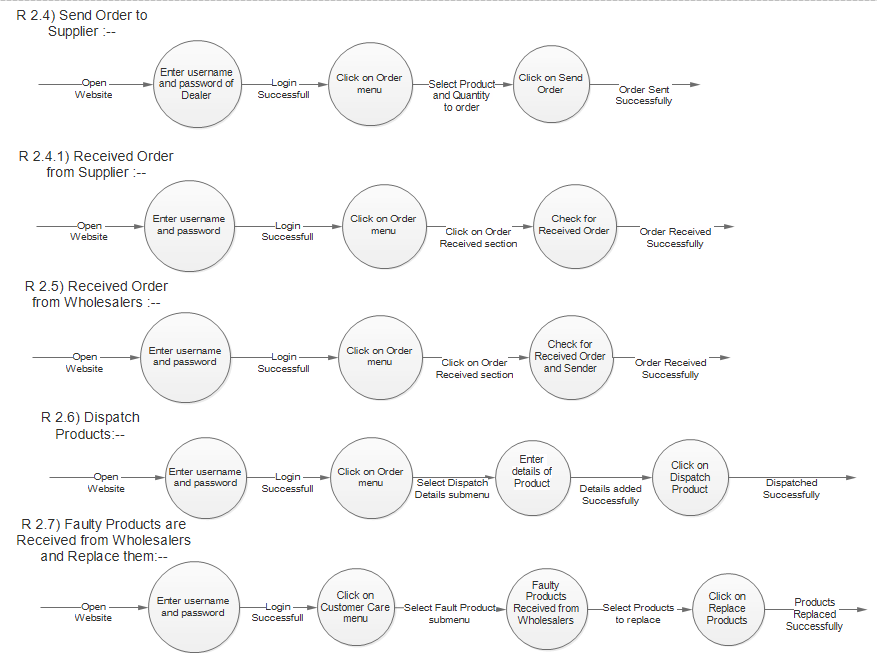 R 2.4) Send Order to
Supplier :--
Open
Website
Enter username
and password of
Dealer
Login
Successfull
Click on Order
menu
Select Product
and Quantity
to order
Click on Send
Order
Order Sent
Successfully
R 2.4.1) Received Order
from Supplier :--
Open
Website
Enter username
and password
Login
Successfull
Click on Order
menu
Click on Order
Received section
Check for
Received Order
Order Received
Successfully
R 2.5) Received Order
from Wholesalers :--
Open
Website
Enter username
and password
Login
Successfull
Click on Order
menu
Click on Order
Received section
Check for
Received Order
and Sender
Order Received
Successfully
R 2.6) Dispatch
Products:--
Open
Website
Enter username
and password
Login
Successfull
Click on Order
menu
Select Dispatch
Details submenu
Enter
details of
Product
Details added
Successfully
Click on
Dispatch
Product
Dispatched
Successfully
R 2.7) Faulty Products are
Received from Wholesalers
and Replace them:--
Open
Website
Enter username
and password
Login
Successfull
Click on
Customer Care
menu
Select Fault Product
submenu
Faulty
Products
Received from
Wholesalers
Select Products
to replace
Click on
Replace
Products
Products
Replaced
Successfully